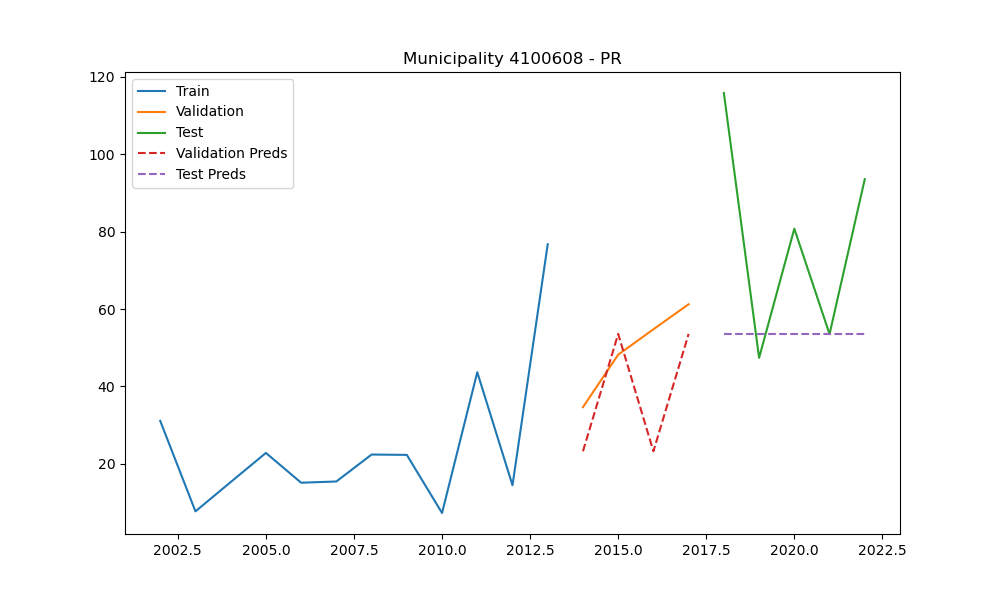 Municipality 4100608 - PR
120
100
80
60
40
20
Train
Validation
Test
Validation Preds
Test Preds
2002.5 2005.0 2007.5 2010.0 2012.5 2015.0 2017.5 2020.0 2022.5